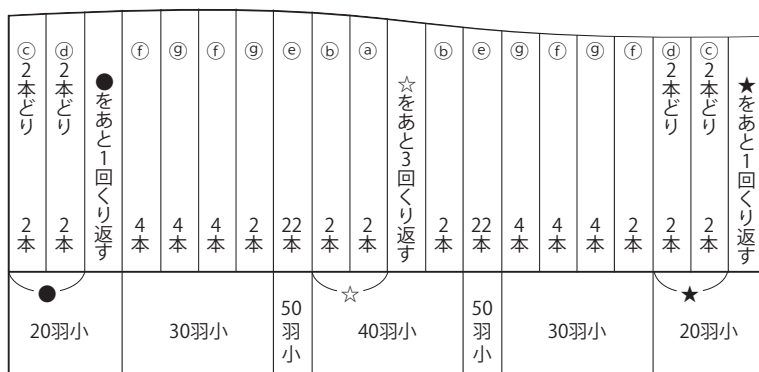 ⓒ2本どり 2本
ⓓ2本どり 2本
●をあと1回くり返す
ⓕ 4本
ⓖ 4本
ⓕ 4本
ⓖ 2本
ⓔ 22本
ⓑ 2本
ⓐ 2本
☆をあと3回くり返す
ⓑ 2本
ⓔ 22本
ⓖ 4本
ⓕ 4本
ⓖ 4本
ⓕ 2本
ⓓ2本どり 2本
ⓒ2本どり 2本
★をあと1回くり返す
● ☆ ★
20羽小
30羽小
50羽小
40羽小
50羽小
30羽小
20羽小